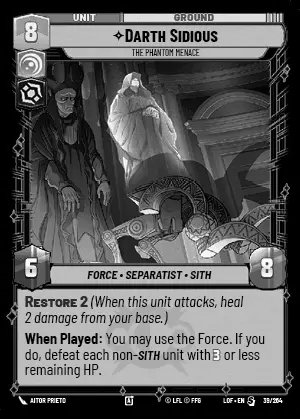 UNIT
GROUND
8
✧DARTH SIDIOUS
THE PHANTOM MENACE
6
8
FORCE • SEPARATIST • SITH
RESTORE 2 (When this unit attacks, heal
2 damage from your base.)
When Played: You may use the Force. If you
do, defeat each non-SITH unit with 3 or less
remaining HP.
AITOR PRIETO
© LFL © FFG
LOF • EN
39/264